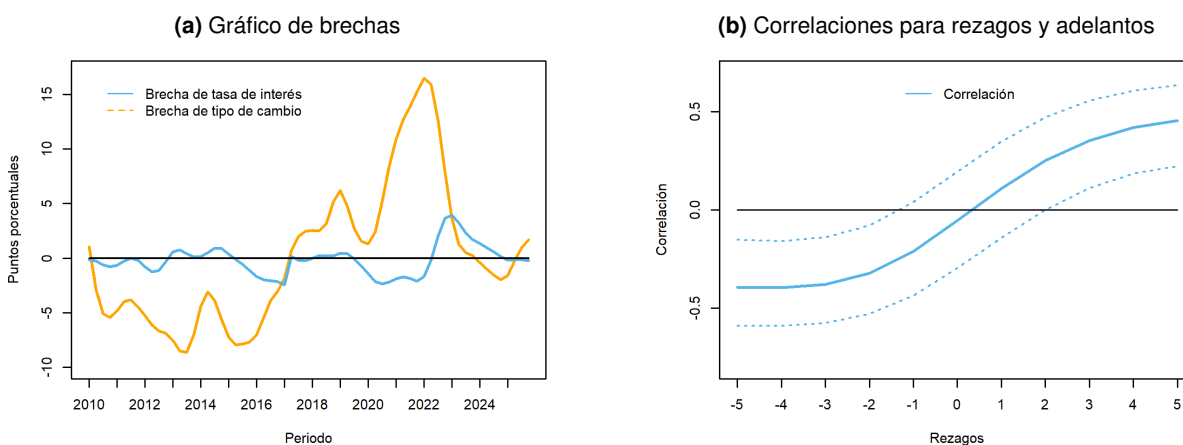 (a) Gráfico de brechas
Puntos porcentuales
15
10
5
0
-5
-10
Brecha de tasa de interés
Brecha de tipo de cambio
2010 2012 2014 2016 2018 2020 2022 2024
Periodo
(b) Correlaciones para rezagos y adelantos
Correlación
0.5
0.0
-0.5
Correlación
-5 -4 -3 -2 -1 0 1 2 3 4 5
Rezagos